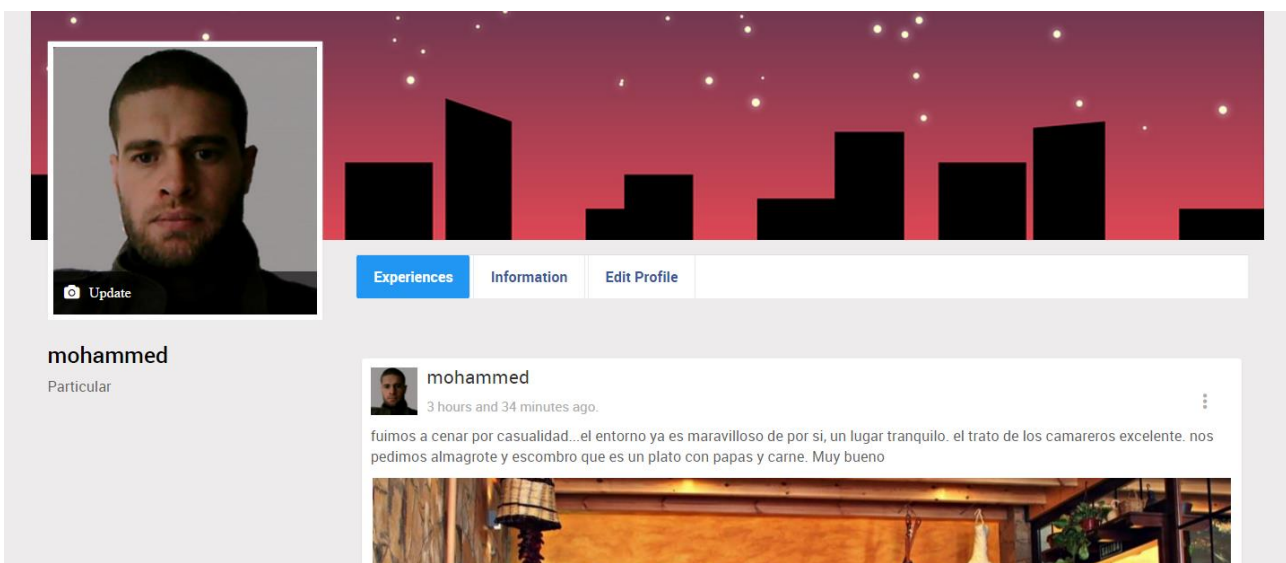 Update
mohammed
Particular
Experiences
Information
Edit Profile
mohammed
3 hours and 34 minutes ago.
fuimos a cenar por casualidad...el entorno ya es maravilloso de por si, un lugar tranquilo. el trato de los camareros excelente. nos
pedimos almagrote y escombro que es un plato con papas y carne. Muy bueno